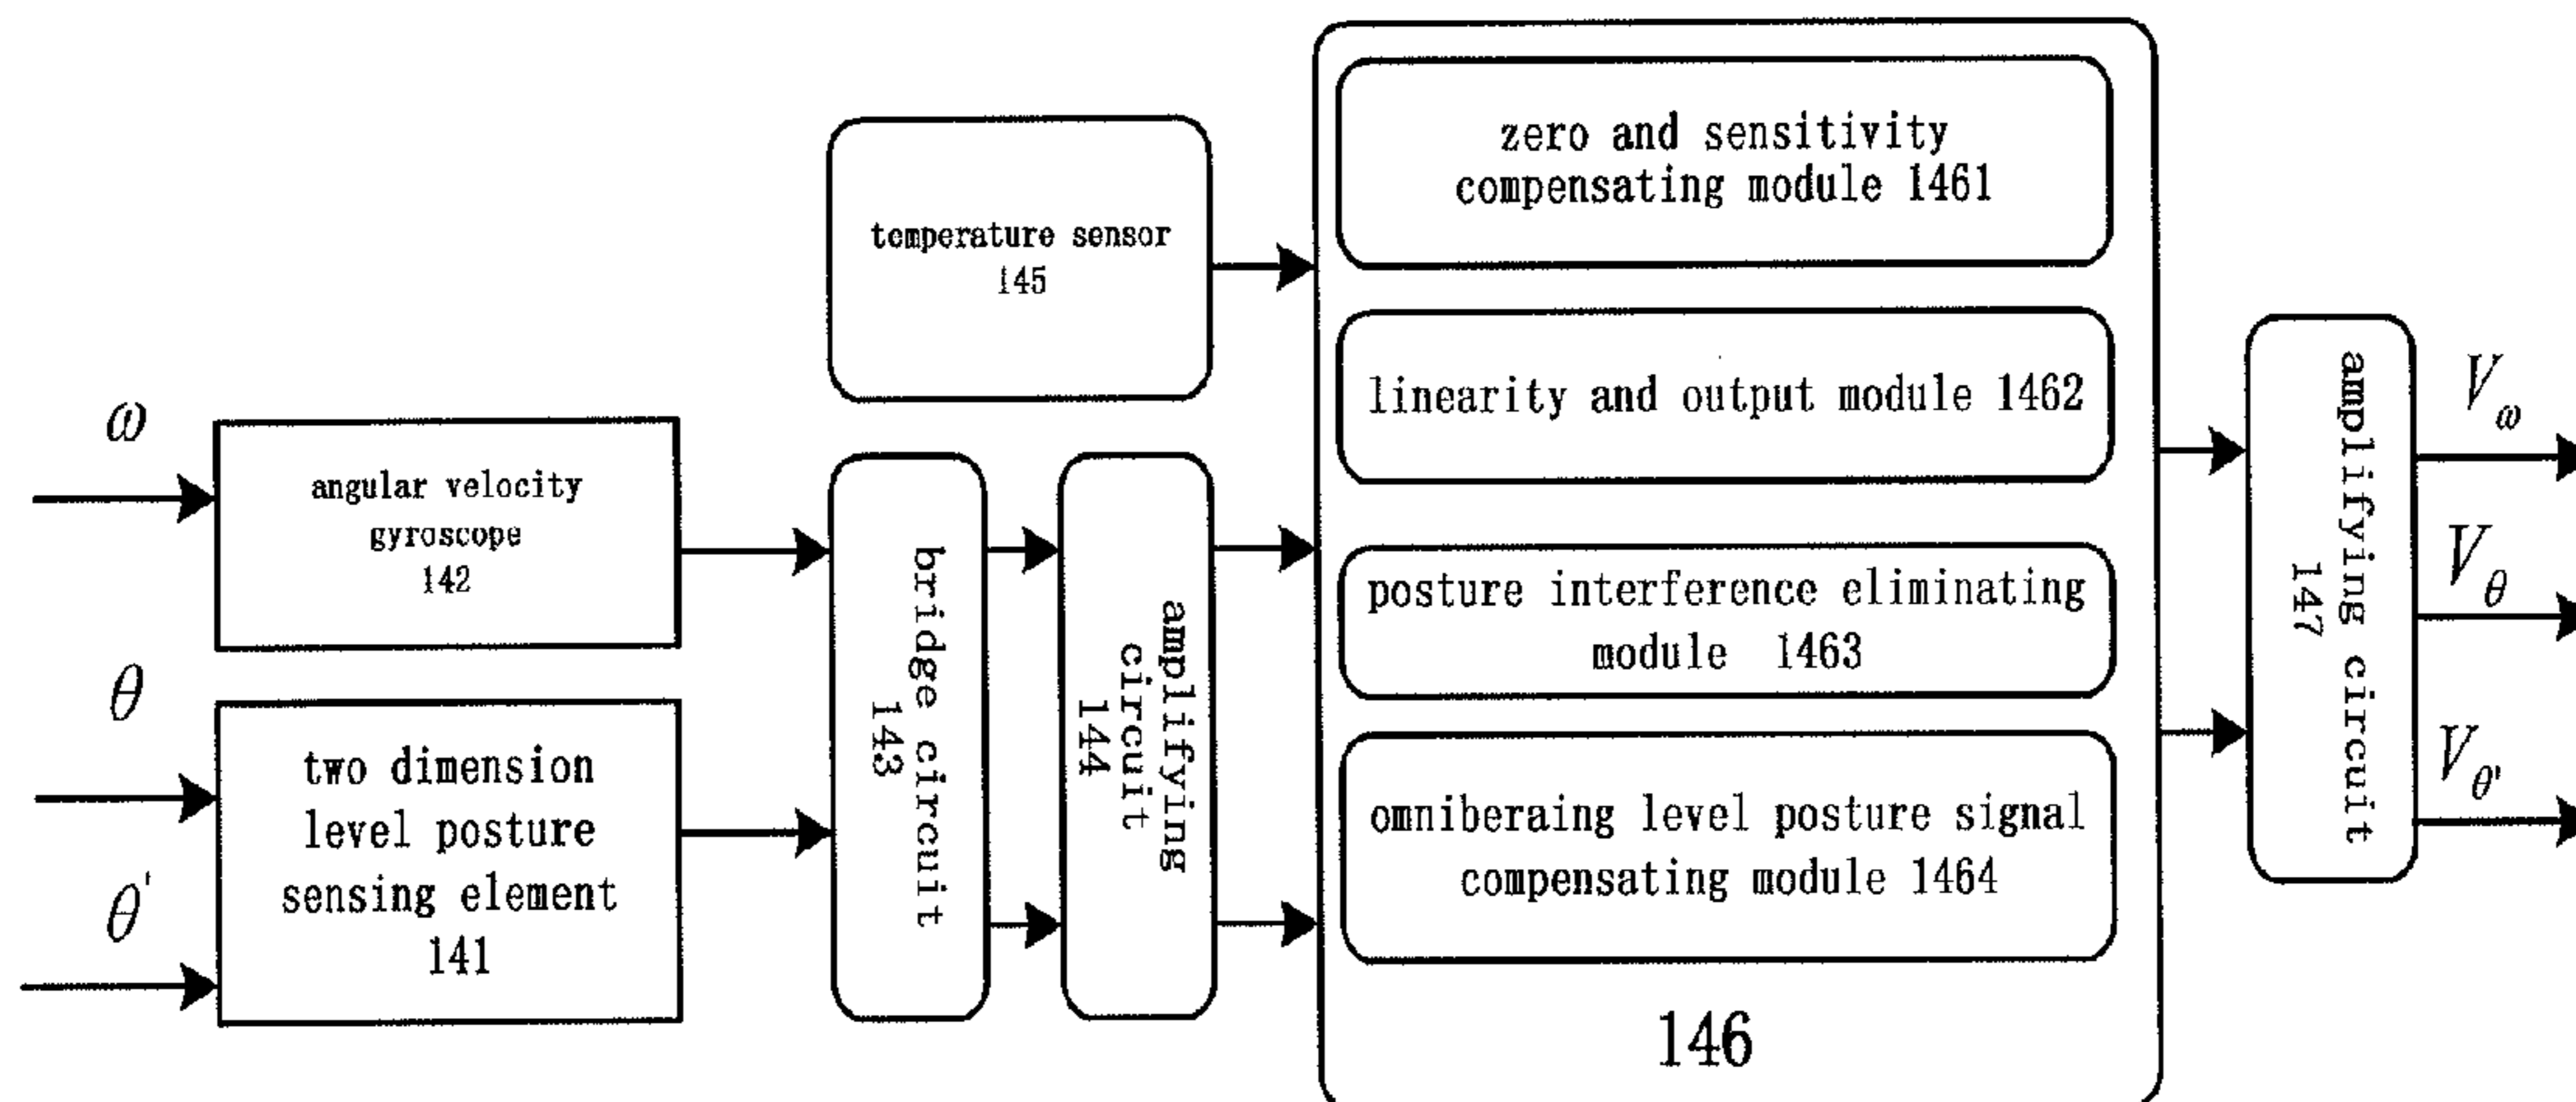 zero and sensitivity
compensating module 1461
temperature sensor
145
linearity and output module 1462
ω
angular velocity
gyroscope
142
θ
two dimension
level posture
sensing element
141
θ'
bridge circuit
143
amplifying
circuit
144
posture interference eliminating
module 1463
omniberaing level posture signal
compensating module 1464
146
amplifying circuit
147
Vω
Vθ
Vθ'